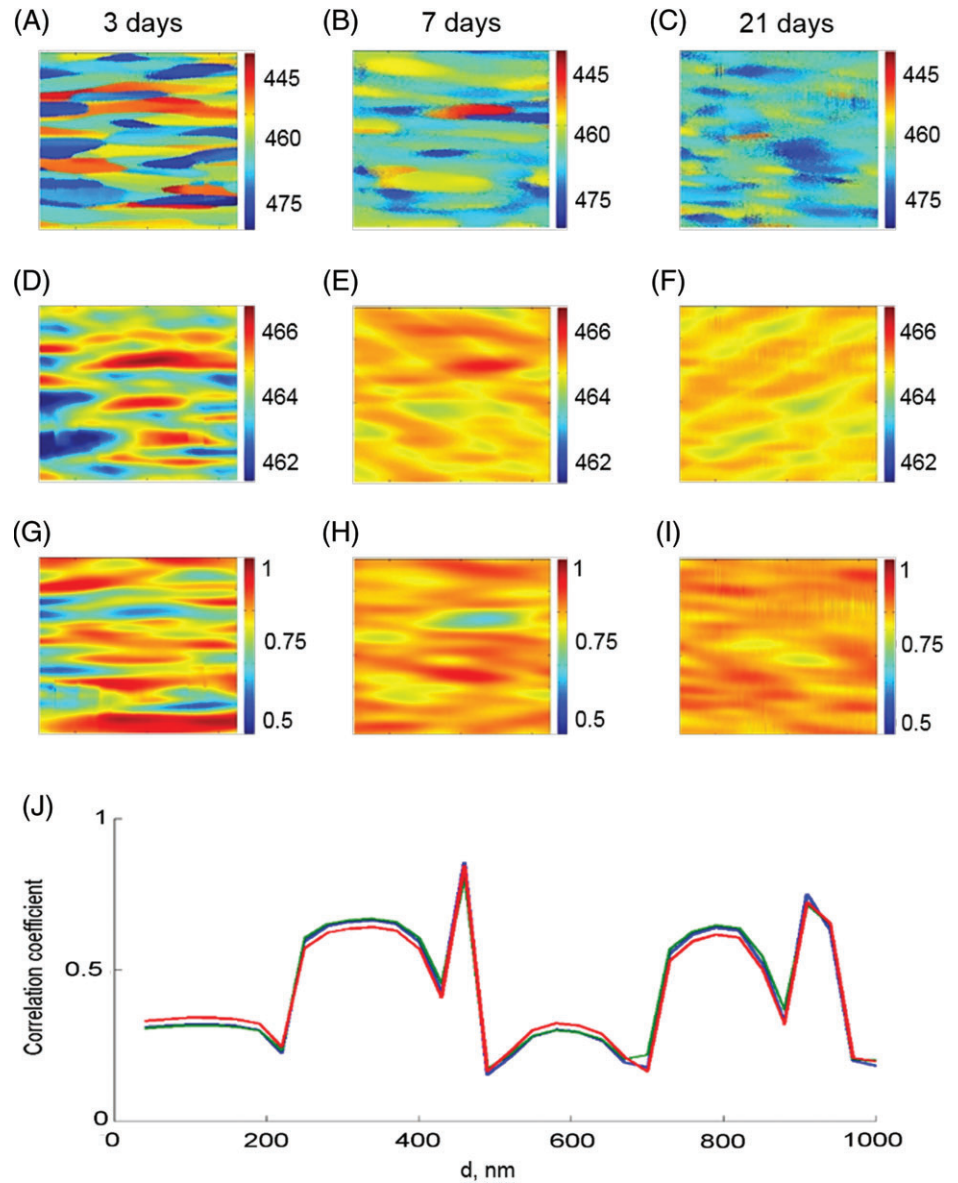 (A) 3 days
(B) 7 days
(C) 21 days
445
460
475
445
460
475
445
460
475
(D)
(E)
(F)
466
464
462
466
464
462
466
464
462
(G)
(H)
(I)
1
0.75
0.5
1
0.75
0.5
1
0.75
0.5
(J)
1
0.5
0
Correlation coefficient
0 200 400 600 800 1000
d, nm